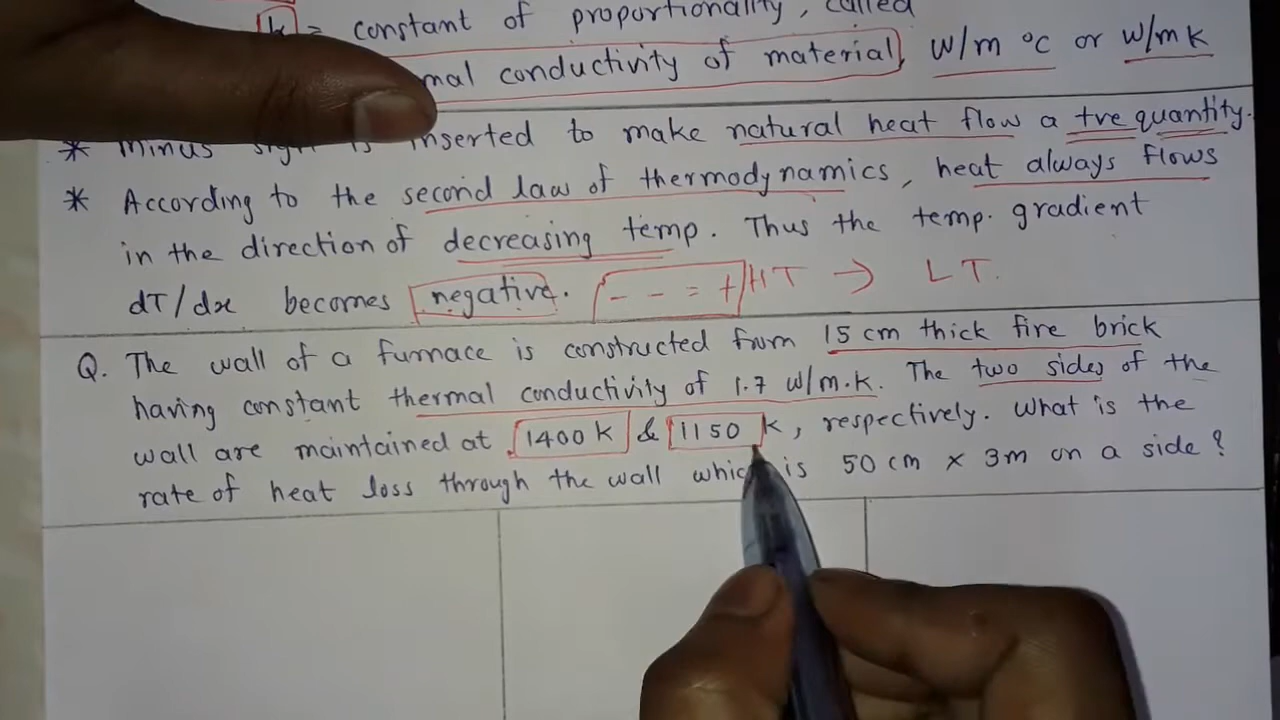 k = constant of proportionality, called
mal conductivity of material, W/m °C or W/mK
* Minus sign is inserted to make natural heat flow a +ve quantity.
* According to the second law of thermodynamics, heat always flows
in the direction of decreasing temp. Thus the temp. gradient
dT/dx becomes negative. - - = + HT → LT.
Q. The wall of a furnace is constructed from 15 cm thick fire brick
having constant thermal conductivity of 1.7 W/m.K. The two sides of the
wall are maintained at 1400 K & 1150 K, respectively. What is the
rate of heat loss through the wall which is 50 cm × 3m on a side?